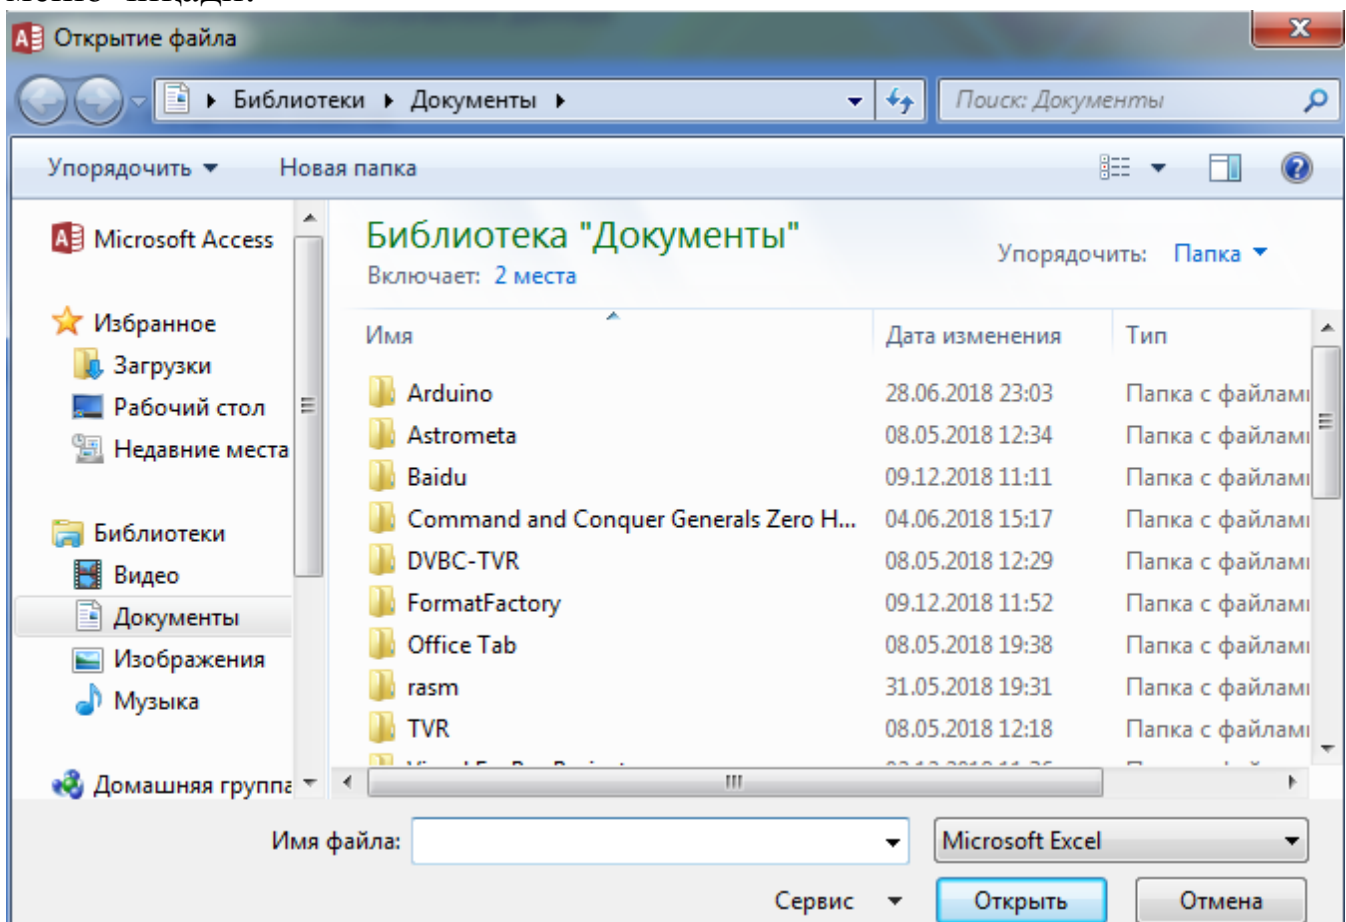 Открытие файла
Библиотеки Документы
Поиск: Документы
Упорядочить Новая папка
Microsoft Access
Избранное
Загрузки
Рабочий стол
Недавние места
Библиотеки
Видео
Документы
Изображения
Музыка
Домашняя группа
Библиотека "Документы"
Включает: 2 места
Упорядочить: Папка
Имя Дата изменения Тип
Arduino 28.06.2018 23:03 Папка с файлами
Astrometa 08.05.2018 12:34 Папка с файлами
Baidu 09.12.2018 11:11 Папка с файлами
Command and Conquer Generals Zero H... 04.06.2018 15:17 Папка с файлами
DVBC-TVR 08.05.2018 12:29 Папка с файлами
FormatFactory 09.12.2018 11:52 Папка с файлами
Office Tab 08.05.2018 19:38 Папка с файлами
rasm 31.05.2018 19:31 Папка с файлами
TVR 08.05.2018 12:18 Папка с файлами
Имя файла: Microsoft Excel
Сервис Открыть Отмена